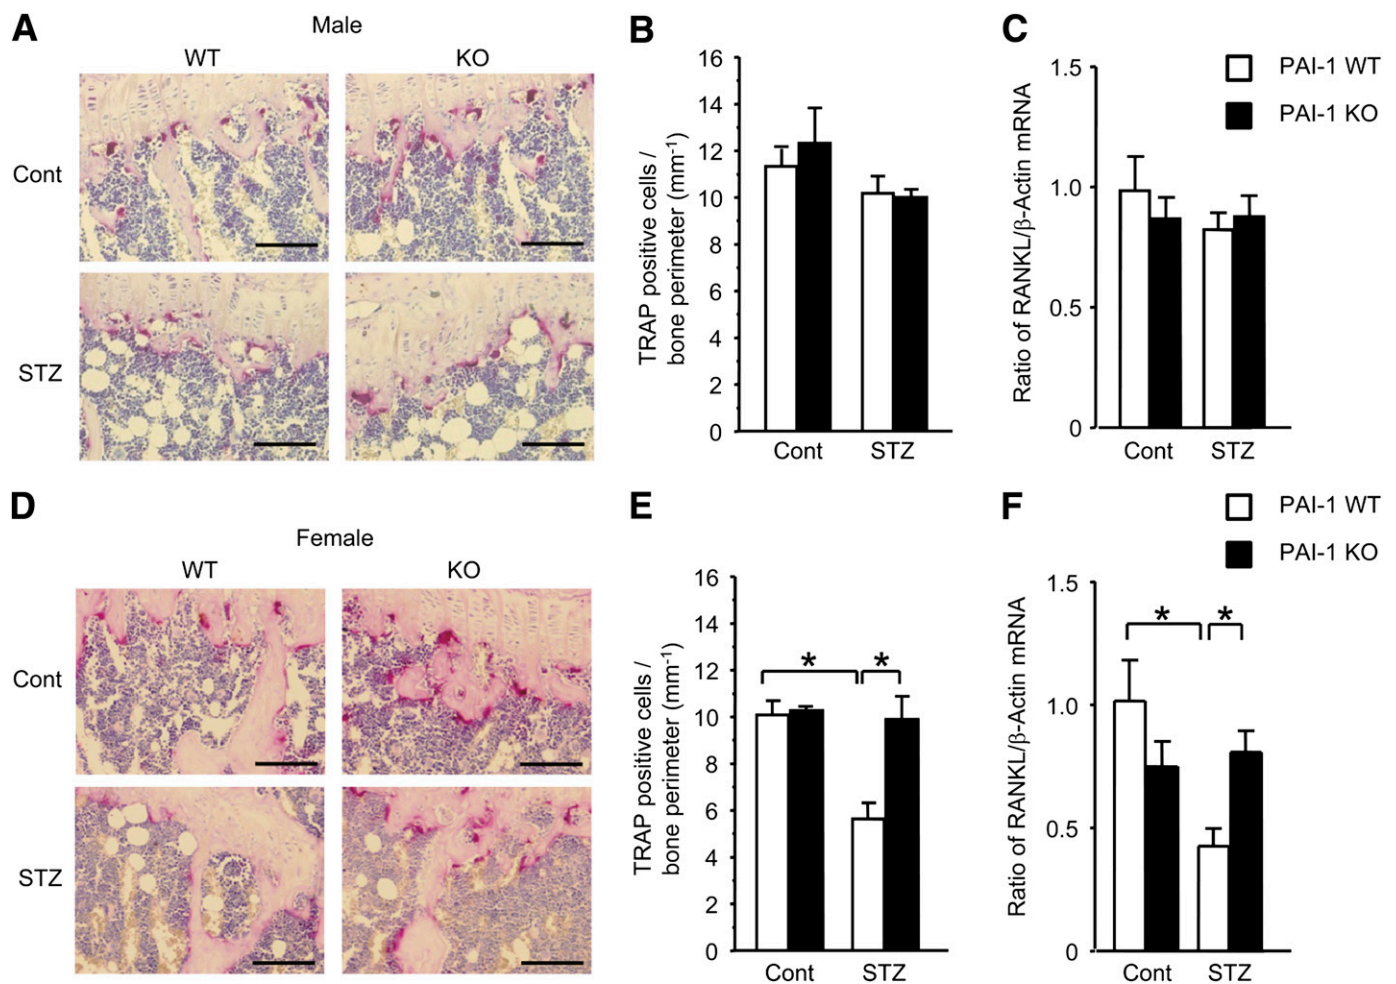 A
Male
WT
KO
Cont
STZ
B
16
14
12
10
8
6
4
2
0
TRAP positive cells /
bone perimeter (mm-1)
Cont
STZ
C
PAI-1 WT
PAI-1 KO
1.5
1.0
0.5
0
Ratio of RANKL/β-Actin mRNA
Cont
STZ
D
Female
WT
KO
Cont
STZ
E
16
14
12
10
8
6
4
2
0
TRAP positive cells /
bone perimeter (mm-1)
* *
Cont
STZ
F
PAI-1 WT
PAI-1 KO
1.5
1.0
0.5
0
Ratio of RANKL/β-Actin mRNA
* *
Cont
STZ